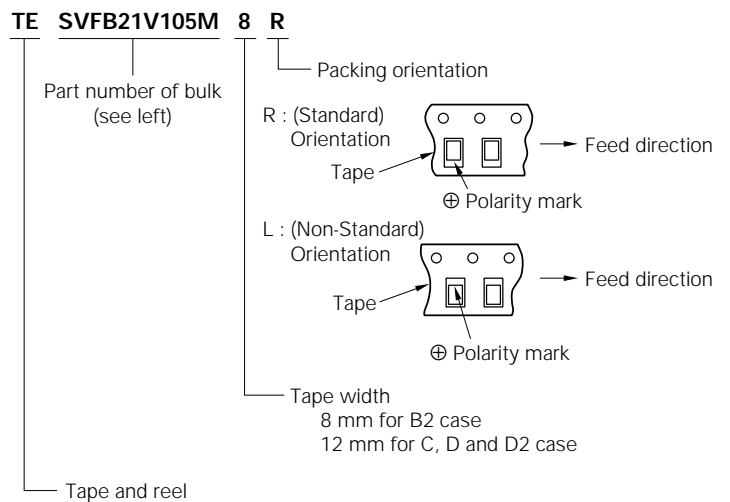 TE SVFB21V105M 8 R
Packing orientation
Part number of bulk
(see left)
R : (Standard)
Orientation
Tape
Feed direction
⊕ Polarity mark
L : (Non-Standard)
Orientation
Tape
Feed direction
⊕ Polarity mark
Tape width
8 mm for B2 case
12 mm for C, D and D2 case
Tape and reel